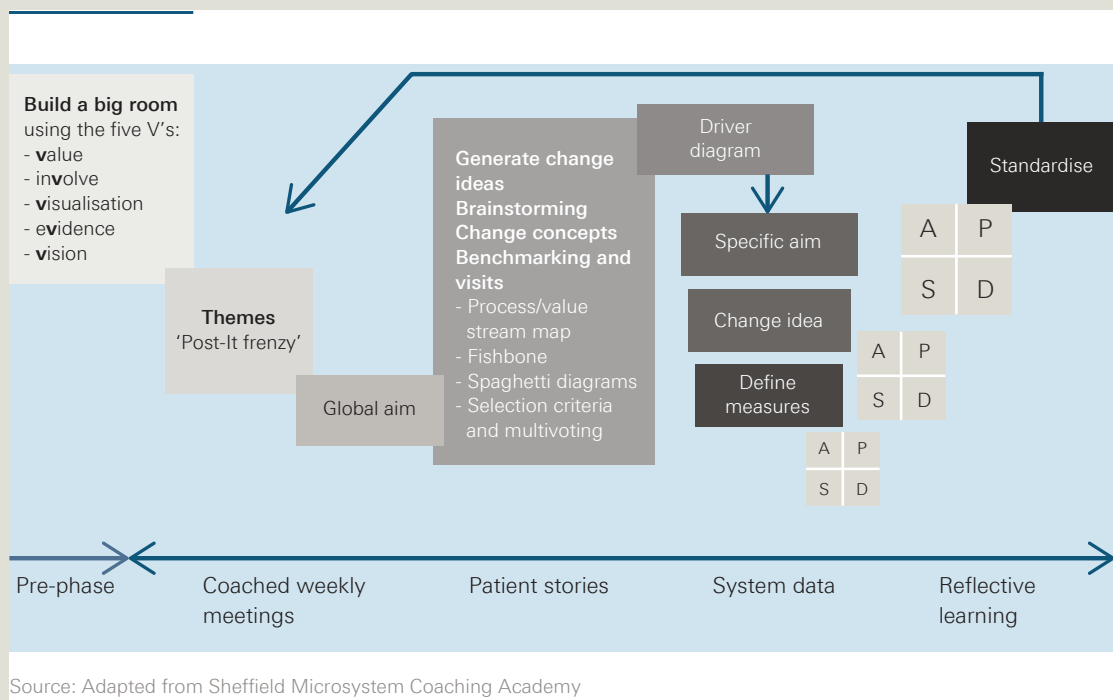 Build a big room
using the five V's:
- value
- involve
- visualisation
- evidence
- vision
Themes
‘Post-It frenzy’
Global aim
Generate change
ideas
Brainstorming
Change concepts
Benchmarking and
visits
- Process/value
stream map
- Fishbone
- Spaghetti diagrams
- Selection criteria
and multivoting
Driver
diagram
Specific aim
Change idea
Define
measures
A P
S D
A P
S D
A P
S D
Standardise
Pre-phase
Coached weekly
meetings
Patient stories
System data
Reflective
learning
Source: Adapted from Sheffield Microsystem Coaching Academy